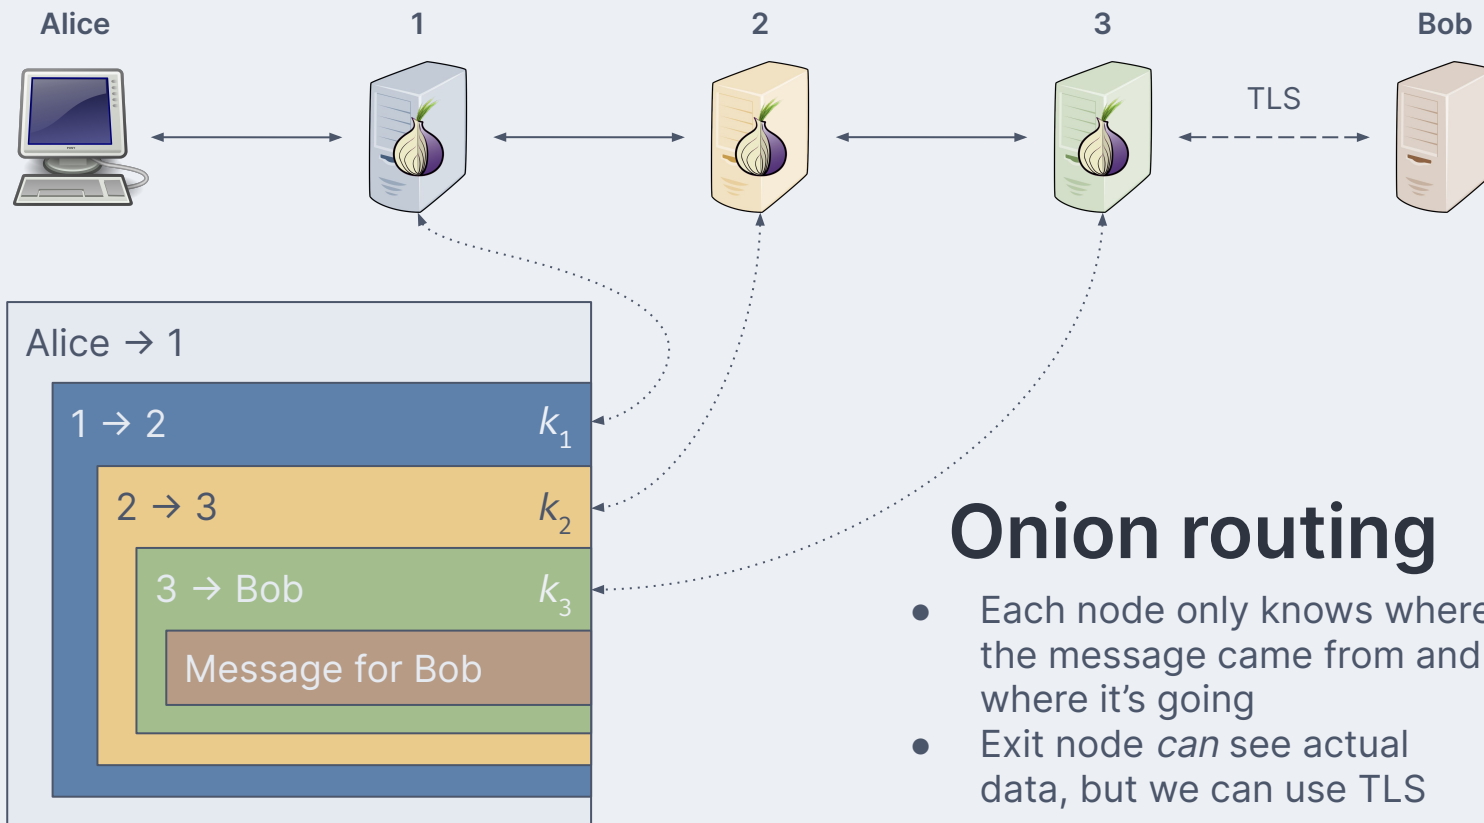 Alice
1
2
3
Bob
TLS
Alice → 1
1 → 2
k₁
2 → 3
k₂
3 → Bob
k₃
Message for Bob
Onion routing
● Each node only knows where
the message came from and
where it’s going
● Exit node can see actual
data, but we can use TLS